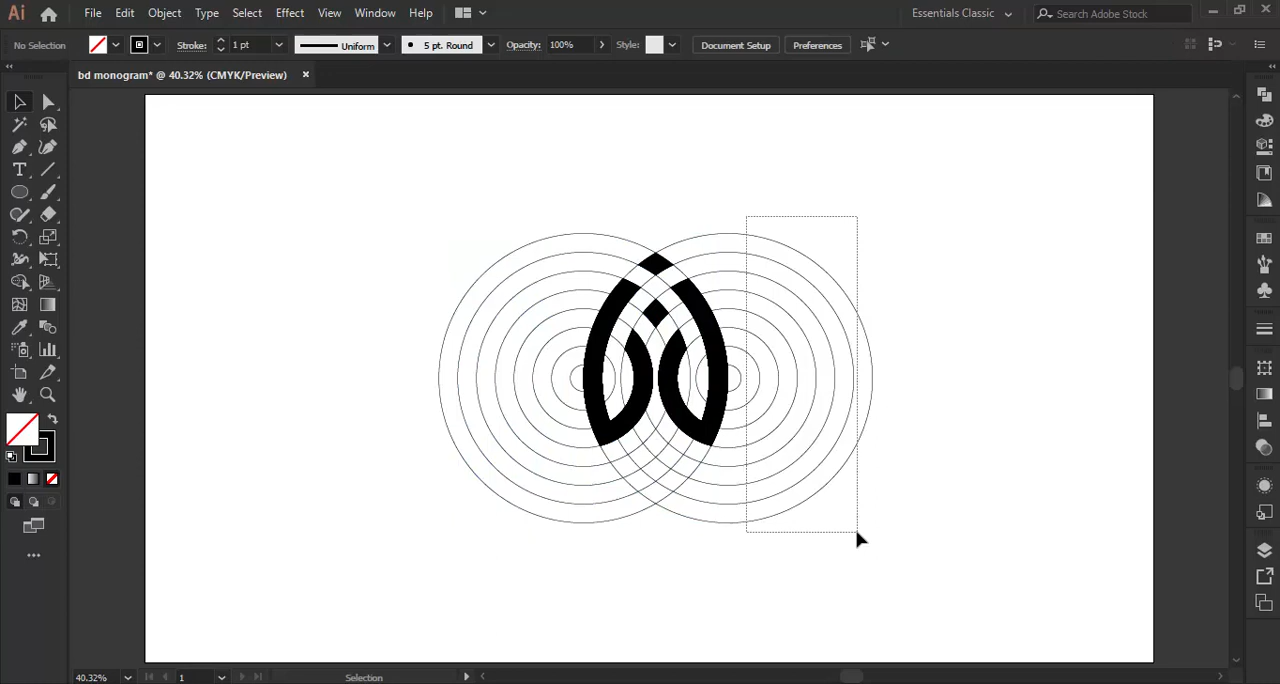 Ai File Edit Object Type Select Effect View Window Help Essentials Classic Search Adobe Stock
No Selection Stroke: 1 pt Uniform 5 pt. Round Opacity: 100% Style: Document Setup Preferences
bd monogram* @ 40.32% (CMYK/Preview) ×
T
40.32% 1 Selection